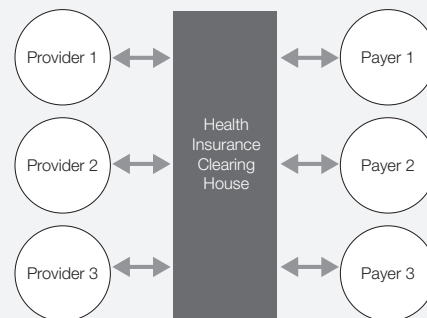 Provider 1
Health
Insurance
Clearing
House
Payer 1
Provider 2
Payer 2
Provider 3
Payer 3